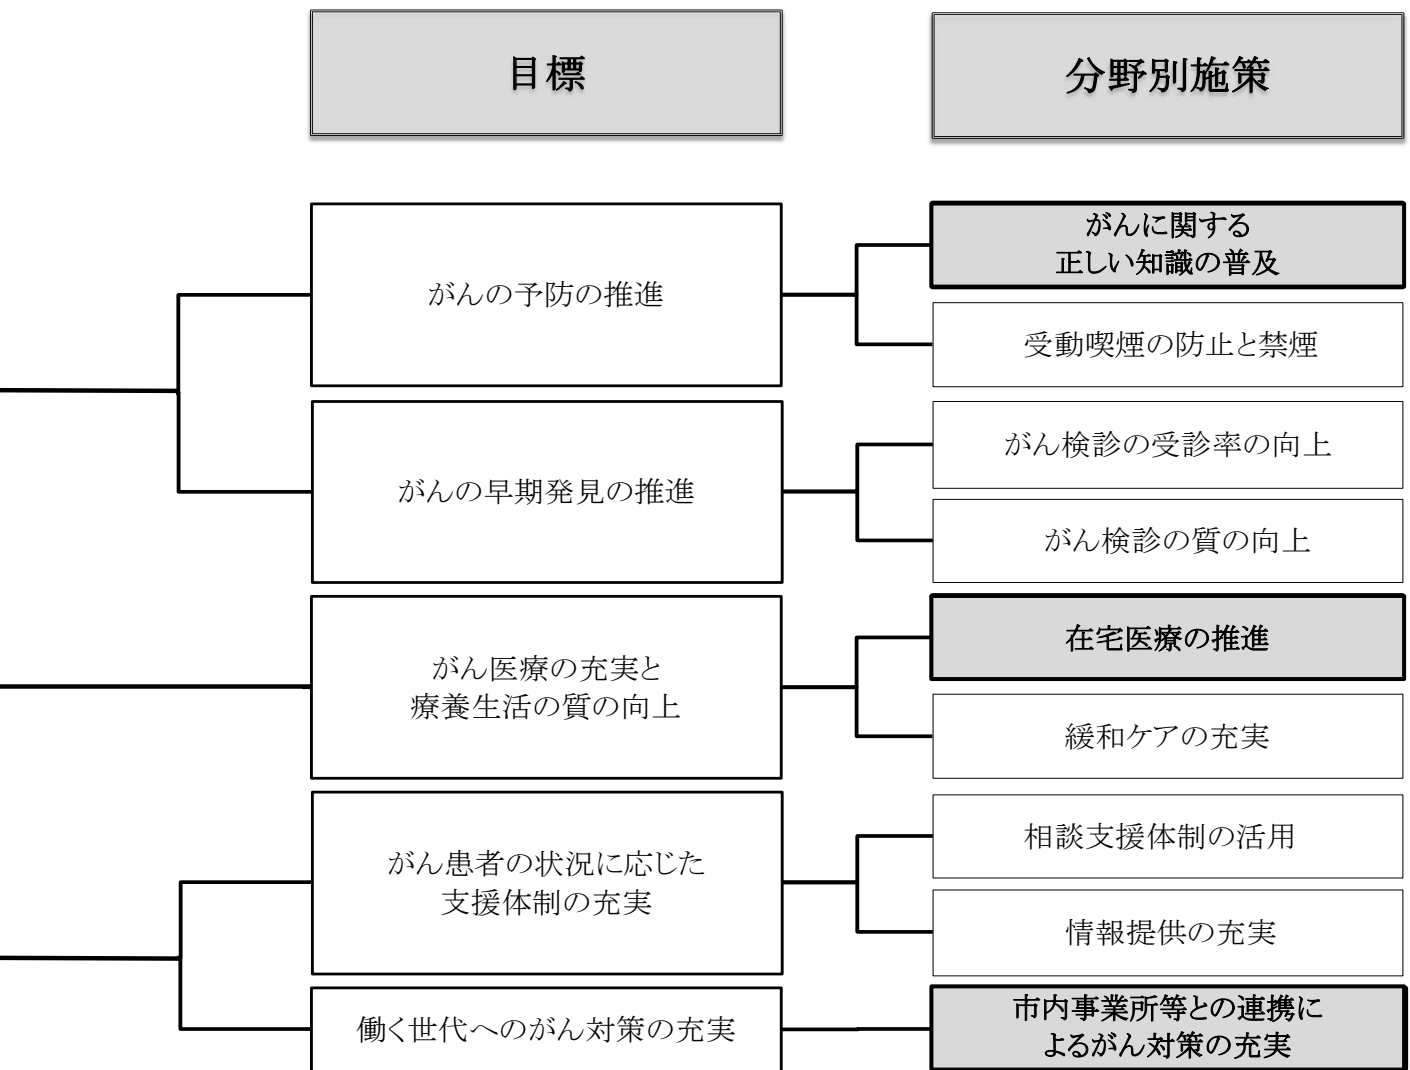 目標
分野別施策
がんの予防の推進
がんに関する
正しい知識の普及
受動喫煙の防止と禁煙
がんの早期発見の推進
がん検診の受診率の向上
がん検診の質の向上
がん医療の充実と
療養生活の質の向上
在宅医療の推進
緩和ケアの充実
がん患者の状況に応じた
支援体制の充実
相談支援体制の活用
情報提供の充実
働く世代へのがん対策の充実
市内事業所等との連携に
よるがん対策の充実